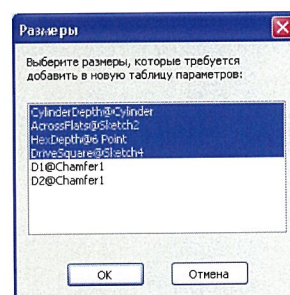 Размеры
Выберите размеры, которые требуется
добавить в новую таблицу параметров:
CylinderDepth@Cylinder
AcrossFlats@Sketch2
HexDepth@6 Point
DriveSquare@Sketch4
D1@Chamfer1
D2@Chamfer1
OK
Отмена